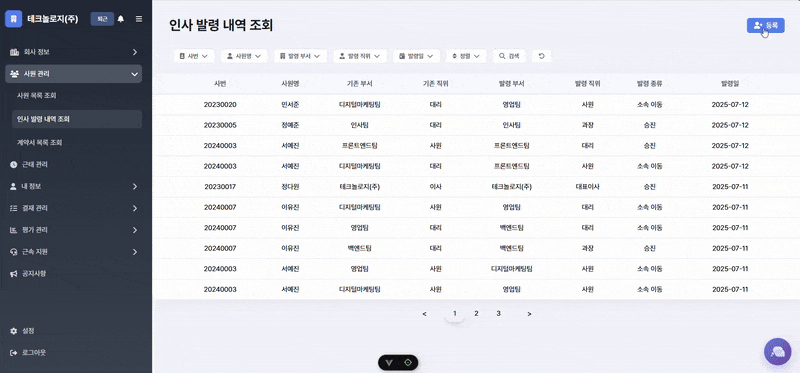 테크놀로지(주) 퇴근
회사 정보
사원 관리
사원 목록 조회
인사 발령 내역 조회
계약서 목록 조회
근태 관리
내 정보
결재 관리
평가 관리
근속 지원
공지사항
설정
로그아웃
인사 발령 내역 조회
등록
사번 사원명 발령 부서 발령 직위 발령일 정렬 검색
사번 사원명 기존 부서 기존 직위 발령 부서 발령 직위 발령 종류 발령일
20230020 민서준 디지털마케팅팀 대리 영업팀 사원 소속 이동 2025-07-12
20230005 정예준 인사팀 대리 인사팀 과장 승진 2025-07-12
20240003 서예진 프론트엔드팀 사원 프론트엔드팀 대리 승진 2025-07-12
20240003 서예진 디지털마케팅팀 대리 프론트엔드팀 사원 소속 이동 2025-07-12
20230017 정다원 테크놀로지(주) 이사 테크놀로지(주) 대표이사 승진 2025-07-11
20240007 이유진 디지털마케팅팀 사원 영업팀 대리 소속 이동 2025-07-11
20240007 이유진 영업팀 대리 백엔드팀 대리 소속 이동 2025-07-11
20240007 이유진 백엔드팀 대리 백엔드팀 과장 승진 2025-07-11
20240003 서예진 영업팀 사원 디지털마케팅팀 사원 소속 이동 2025-07-11
20240003 서예진 디지털마케팅팀 사원 영업팀 사원 소속 이동 2025-07-11
< 1 2 3 >